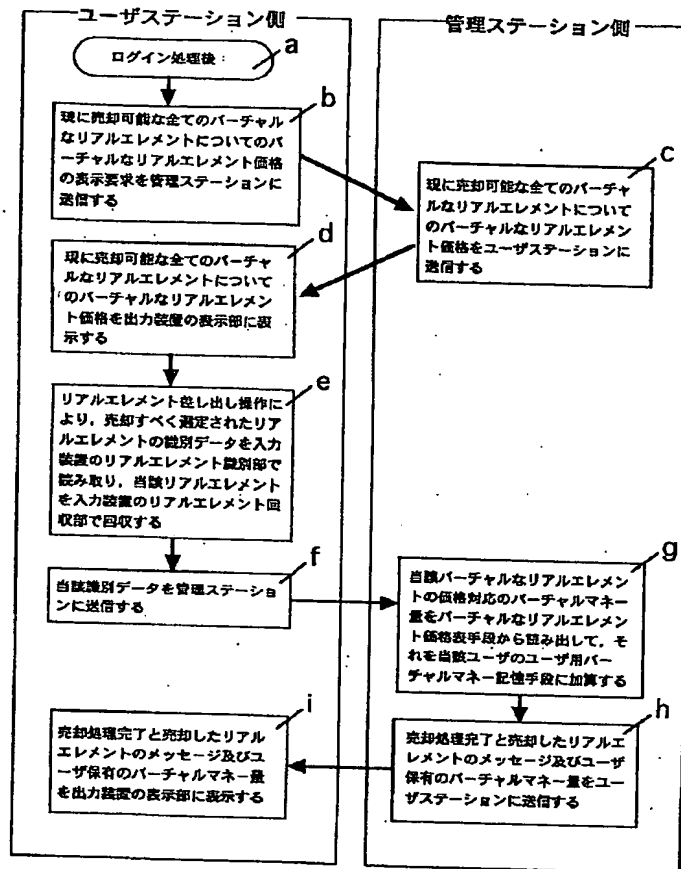 ユーザステーション側
管理ステーション側
ログイン処理後：
a
b
現に売却可能な全てのバーチャル
なリアルエレメントについてのバ
ーチャルなリアルエレメント価格
の表示要求を管理ステーションに
送信する
c
現に売却可能な全てのバーチャ
ルなリアルエレメントについて
のバーチャルなリアルエレメン
ト価格をユーザステーションに
送信する
d
現に売却可能な全てのバーチャ
ルなリアルエレメントについて
のバーチャルなリアルエレメン
ト価格を出力装置の表示部に表
示する
e
リアルエレメント差し出し操作に
より，売却すべく選定されたリア
ルエレメントの識別データを入力
装置のリアルエレメント識別部で
読み取り，当該リアルエレメント
を入力装置のリアルエレメント回
収部で回収する
f
当該識別データを管理ステーショ
ンに送信する
g
当該バーチャルなリアルエレメン
トの価格対応のバーチャルマネー
量をバーチャルなリアルエレメン
ト価格表手段から読み出して，そ
れを当該ユーザのユーザ用バー
チャルマネー記憶手段に加算する
h
売却処理完了と売却したリアルエ
レメントのメッセージ及びユーザ
保有のバーチャルマネー量をユー
ザステーションに送信する
i
売却処理完了と売却したリアル
エレメントのメッセージ及びユ
ーザ保有のバーチャルマネー量
を出力装置の表示部に表示する